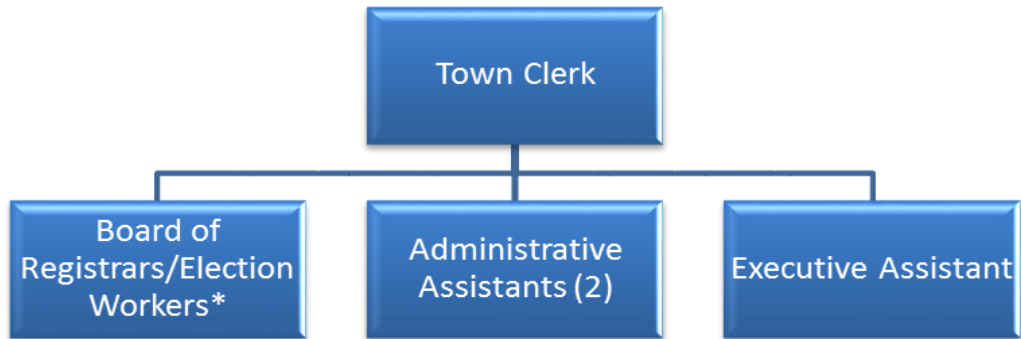 Town Clerk
Board of
Registrars/Election
Workers*
Administrative
Assistants (2)
Executive Assistant